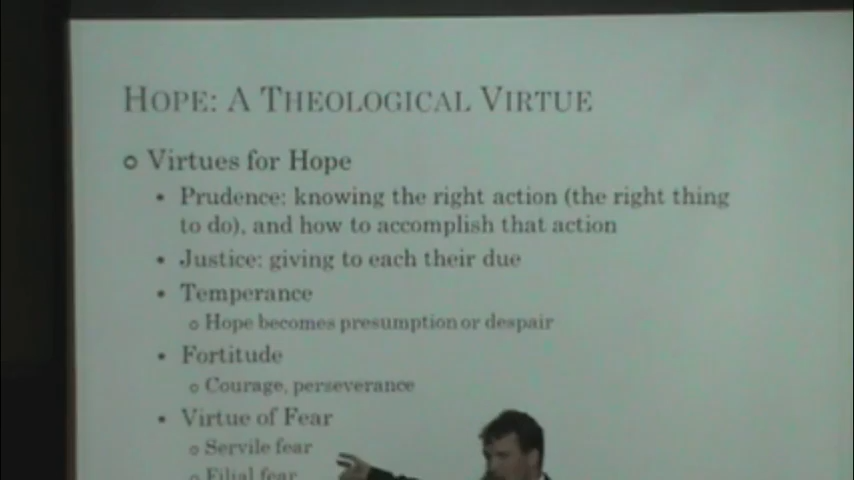 HOPE: A THEOLOGICAL VIRTUE
Virtues for Hope
Prudence: knowing the right action (the right thing
to do), and how to accomplish that action
Justice: giving to each their due
Temperance
Hope becomes presumption or despair
Fortitude
Courage, perseverance
Virtue of Fear
Servile fear
Filial fear